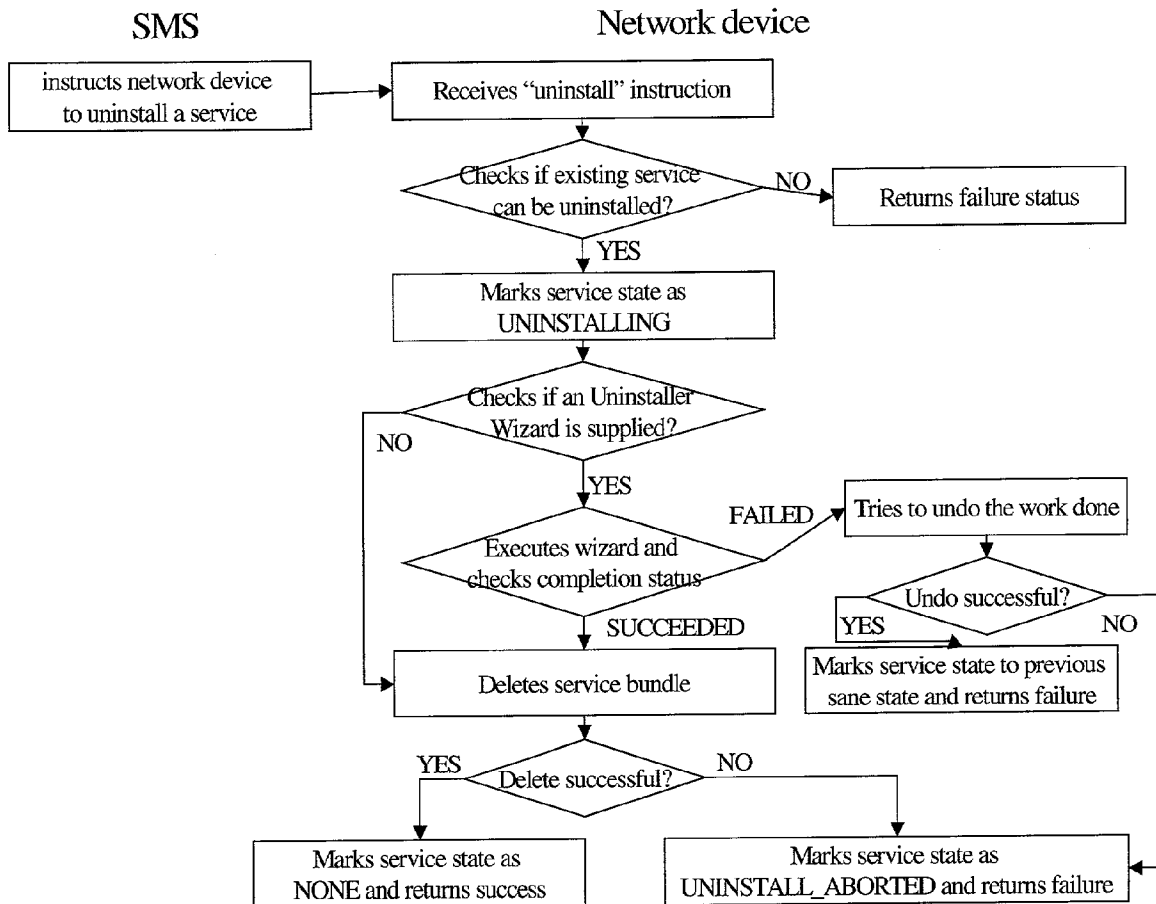 SMS
Network device
instructs network device
to uninstall a service
Receives “uninstall” instruction
Checks if existing service
can be uninstalled?
NO
Returns failure status
YES
Marks service state as
UNINSTALLING
Checks if an Uninstaller
Wizard is supplied?
NO
YES
FAILED
Tries to undo the work done
Executes wizard and
checks completion status
Undo successful?
YES
NO
SUCCEEDED
Marks service state to previous
sane state and returns failure
Deletes service bundle
YES
NO
Delete successful?
Marks service state as
NONE and returns success
Marks service state as
UNINSTALL_ABORTED and returns failure